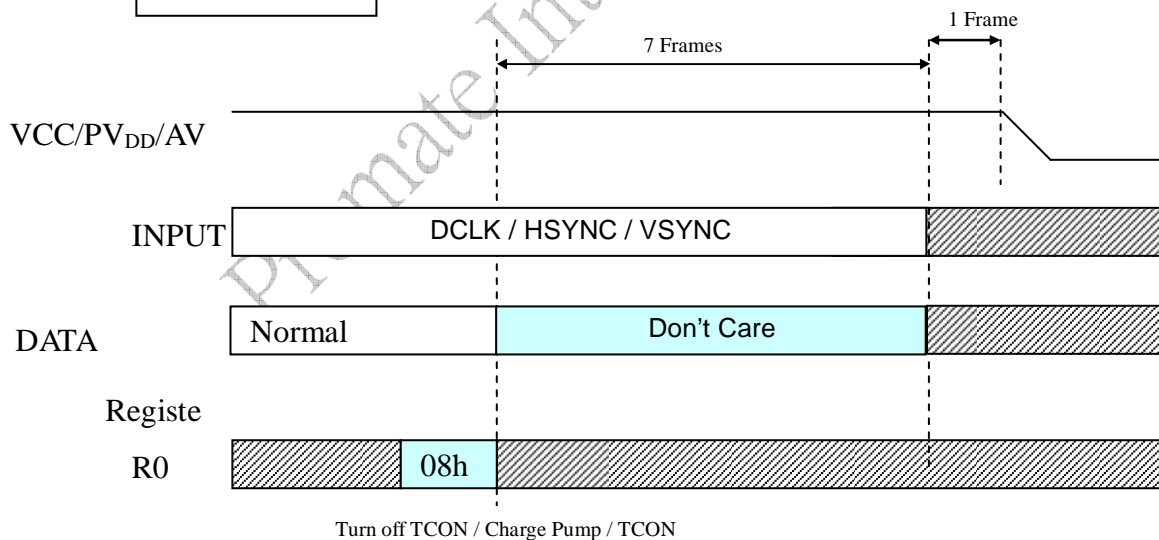 1 Frame
7 Frames
VCC/PVDD/AV
INPUT
DCLK / HSYNC / VSYNC
DATA
Normal
Don't Care
Registe
R0
08h
Turn off TCON / Charge Pump / TCON